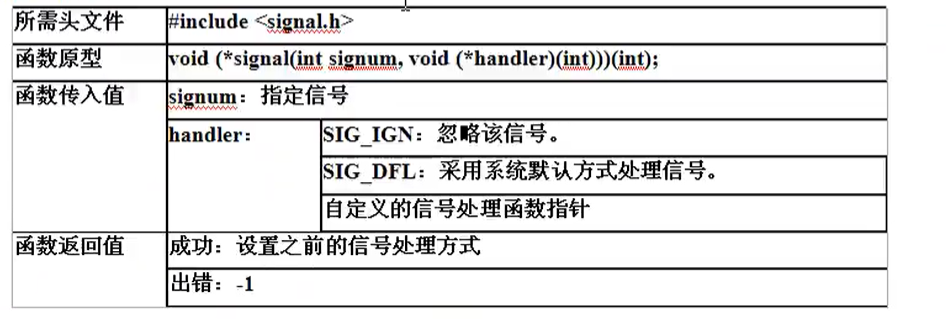 所需头文件 #include <signal.h>
函数原型 void (*signal(int signum, void (*handler)(int)))(int);
函数传入值 signum：指定信号
handler： SIG_IGN：忽略该信号。
SIG_DFL：采用系统默认方式处理信号。
自定义的信号处理函数指针
函数返回值 成功：设置之前的信号处理方式
出错：-1